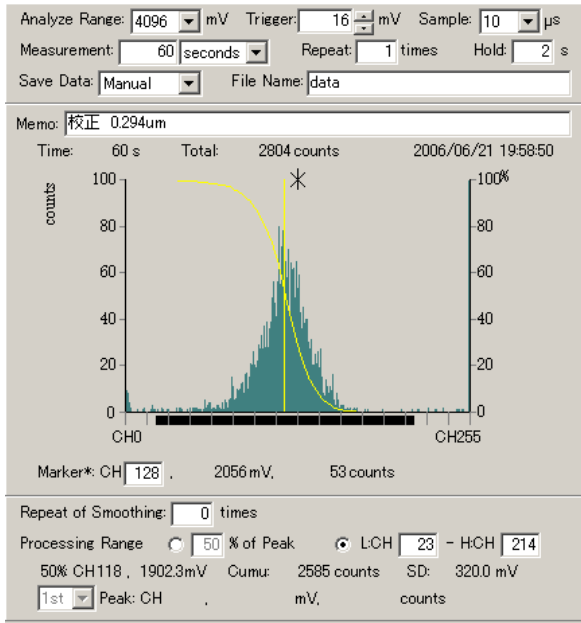 Analyze Range: 4096 mV Trigger: 16 mV Sample: 10 µs
Measurement: 60 seconds Repeat: 1 times Hold: 2 s
Save Data: Manual File Name: data
Memo: 校正 0.294um
Time: 60 s Total: 2804 counts 2006/06/21 19:58:50
counts
100 100%
80 80
60 60
40 40
20 20
0 0
CH0 CH255
Marker*: CH 128 , 2056 mV, 53 counts
Repeat of Smoothing: 0 times
Processing Range 50 % of Peak L:CH 23 - H:CH 214
50% CH118 , 1902.3mV Cumu: 2585 counts SD: 320.0 mV
1st Peak: CH , mV, counts